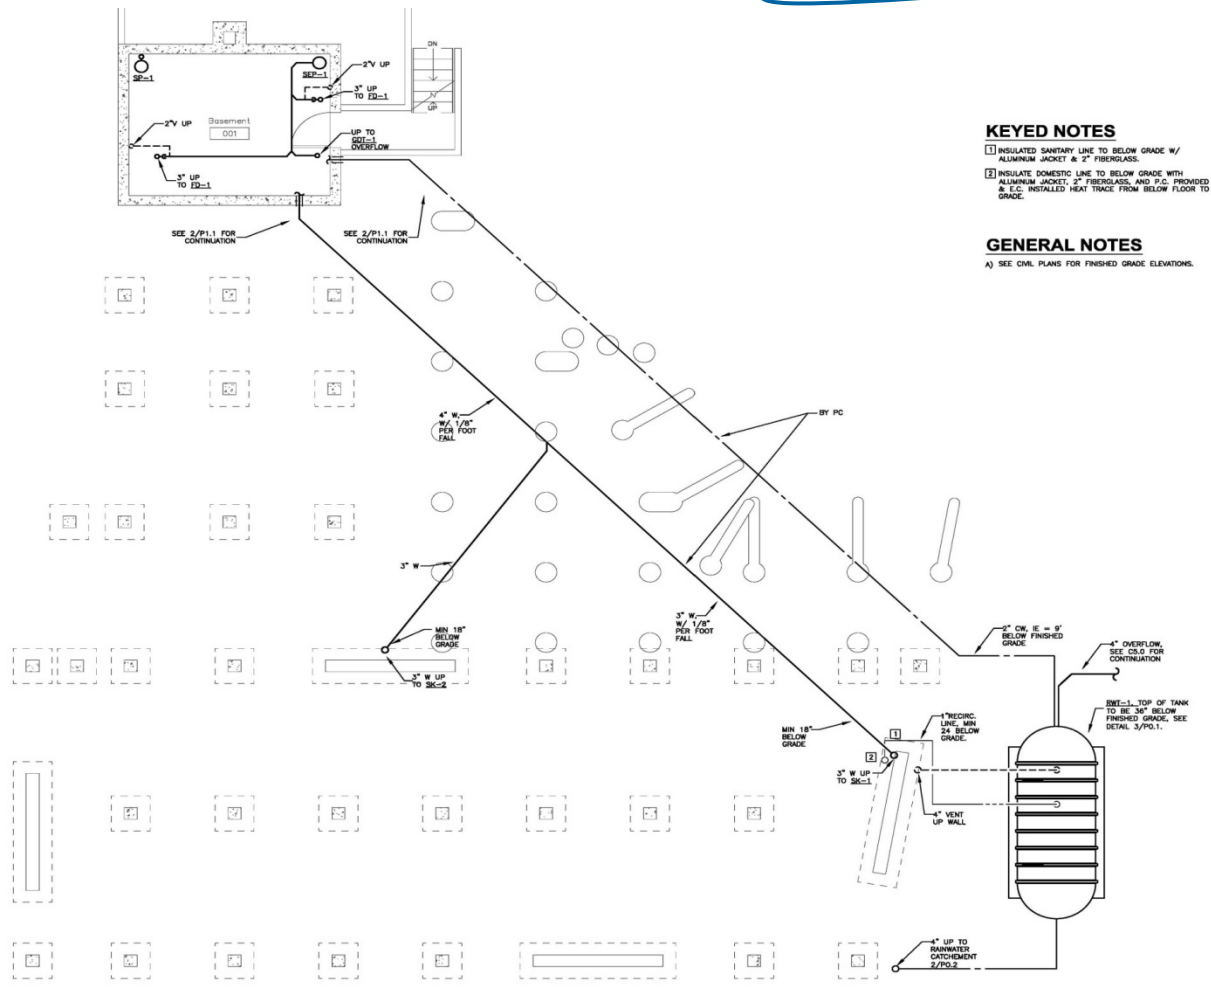 DN
UP
SP-1
SEP-1
2"V UP
3" UP
TO FD-1
2"V UP
Basement
001
UP TO
GDT-1
OVERFLOW
3" UP
TO FD-1
SEE 2/P1.1 FOR
CONTINUATION
SEE 2/P1.1 FOR
CONTINUATION
KEYED NOTES
1 INSULATED SANITARY LINE TO BELOW GRADE W/
ALUMINUM JACKET & 2" FIBERGLASS.
2 INSULATE DOMESTIC LINE TO BELOW GRADE WITH
ALUMINUM JACKET, 2" FIBERGLASS, AND P.C. PROVIDED
& E.C. INSTALLED HEAT TRACE FROM BELOW FLOOR TO
GRADE.
GENERAL NOTES
A) SEE CIVIL PLANS FOR FINISHED GRADE ELEVATIONS.
4" W,
W/ 1/8"
PER FOOT
FALL
BY PC
3" W
3" W,
W/ 1/8"
PER FOOT
FALL
MIN 18"
BELOW
GRADE
3" W UP
TO SK-2
2" CW, IE = 9'
BELOW FINISHED
GRADE
4" OVERFLOW,
SEE C5.0 FOR
CONTINUATION
RWT-1, TOP OF TANK
TO BE 36" BELOW
FINISHED GRADE, SEE
DETAIL 3/P0.1.
1"RECIRC.
LINE, MIN
24 BELOW
GRADE.
MIN 18"
BELOW
GRADE
1
2
3" W UP
TO SK-1
4" VENT
UP WALL
4" UP TO
RAINWATER
CATCHEMENT
2/P0.2